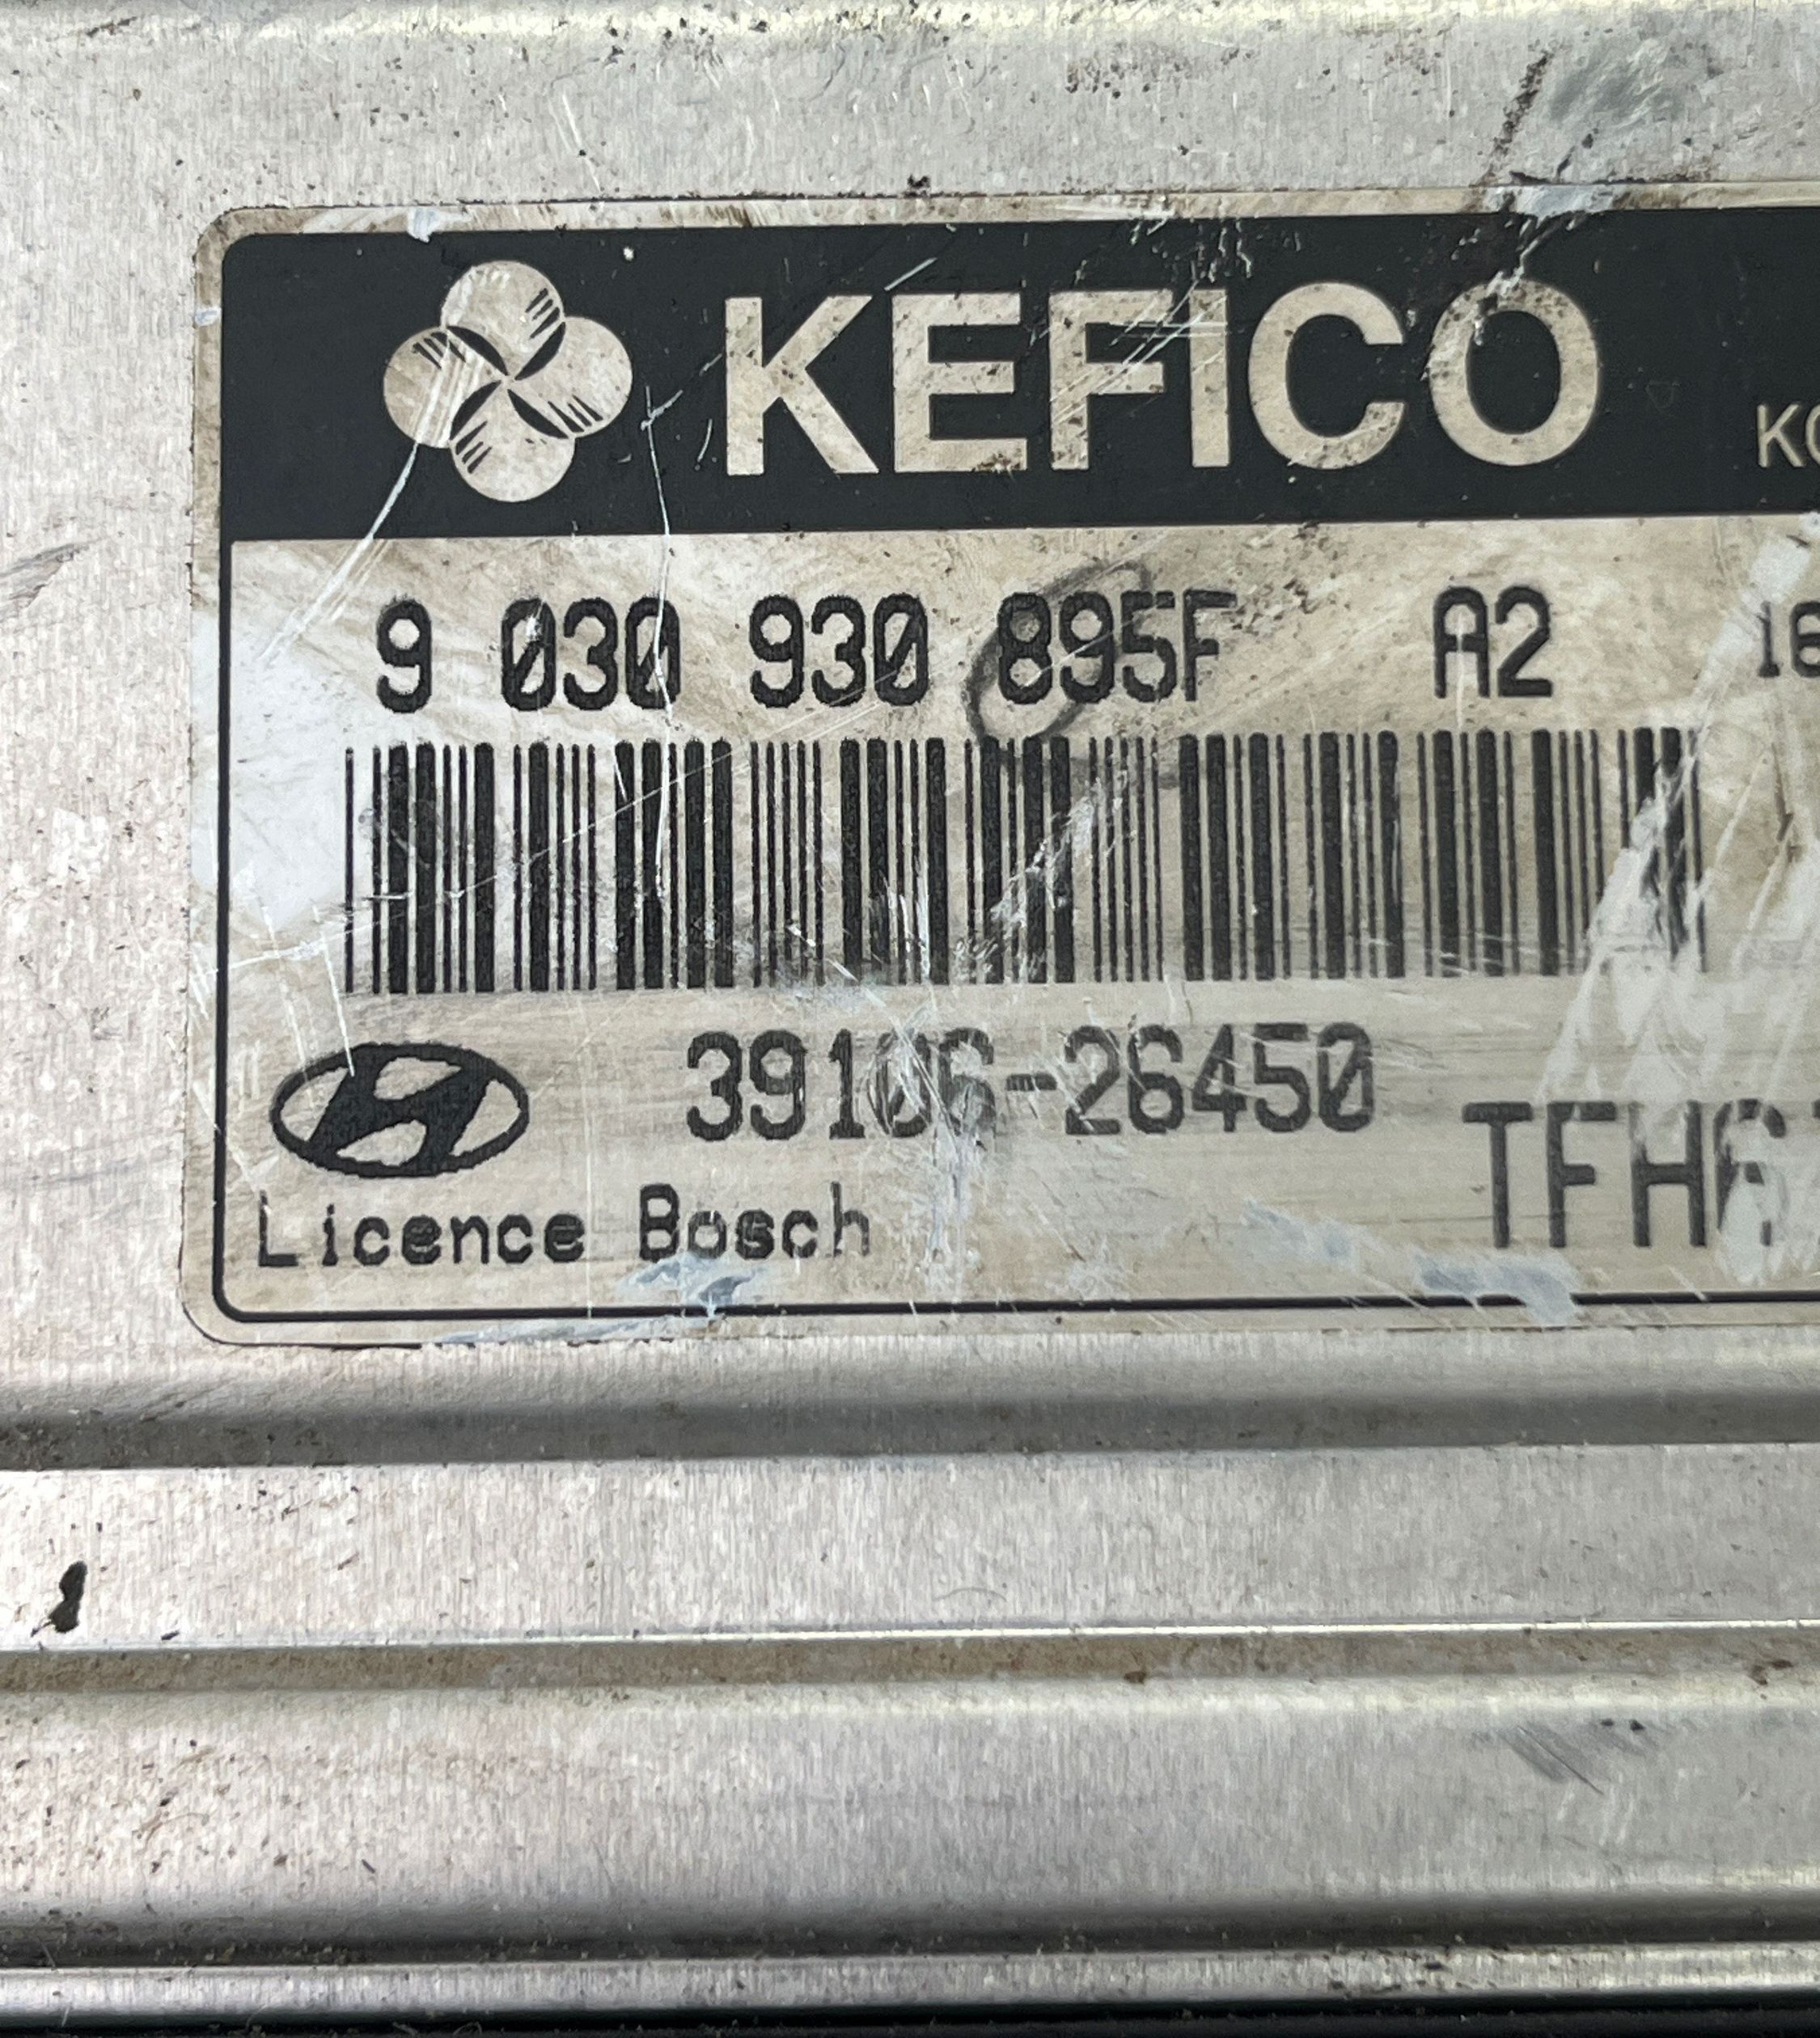 KEFICO
9 030 930 895F A2
39106-26450
Licence Bosch